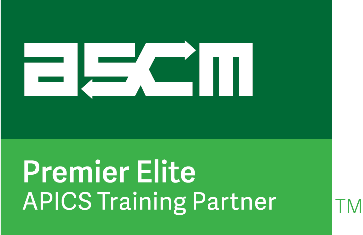 ascm
Premier Elite
APICS Training Partner
TM